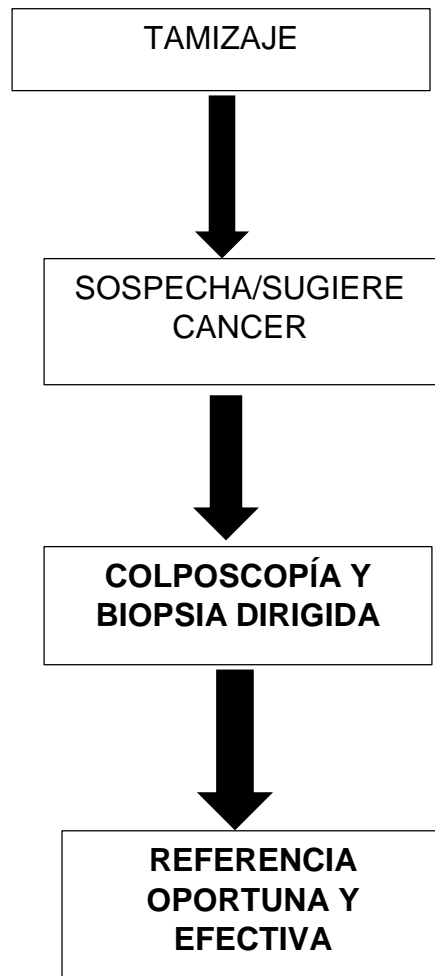 TAMIZAJE
SOSPECHA/SUGIERE
CANCER
COLPOSCOPÍA Y
BIOPSIA DIRIGIDA
REFERENCIA
OPORTUNA Y
EFECTIVA